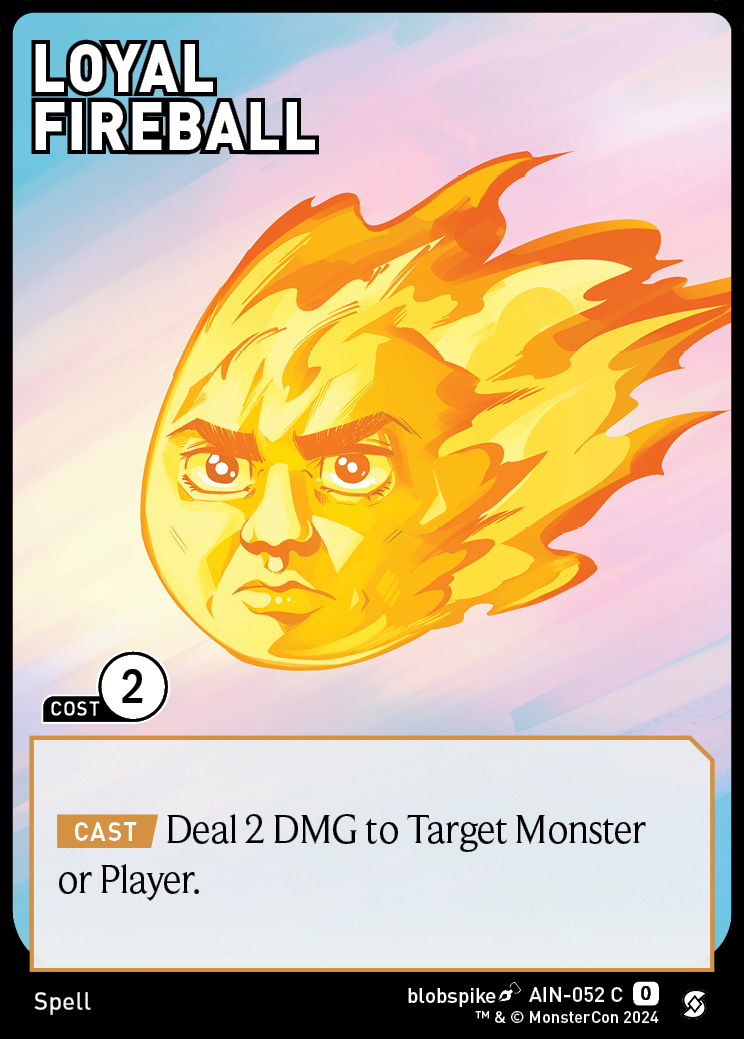 LOYAL
FIREBALL
COST 2
CAST Deal 2 DMG to Target Monster
or Player.
Spell
blobspike AIN-052 C 0
™ & © MonsterCon 2024